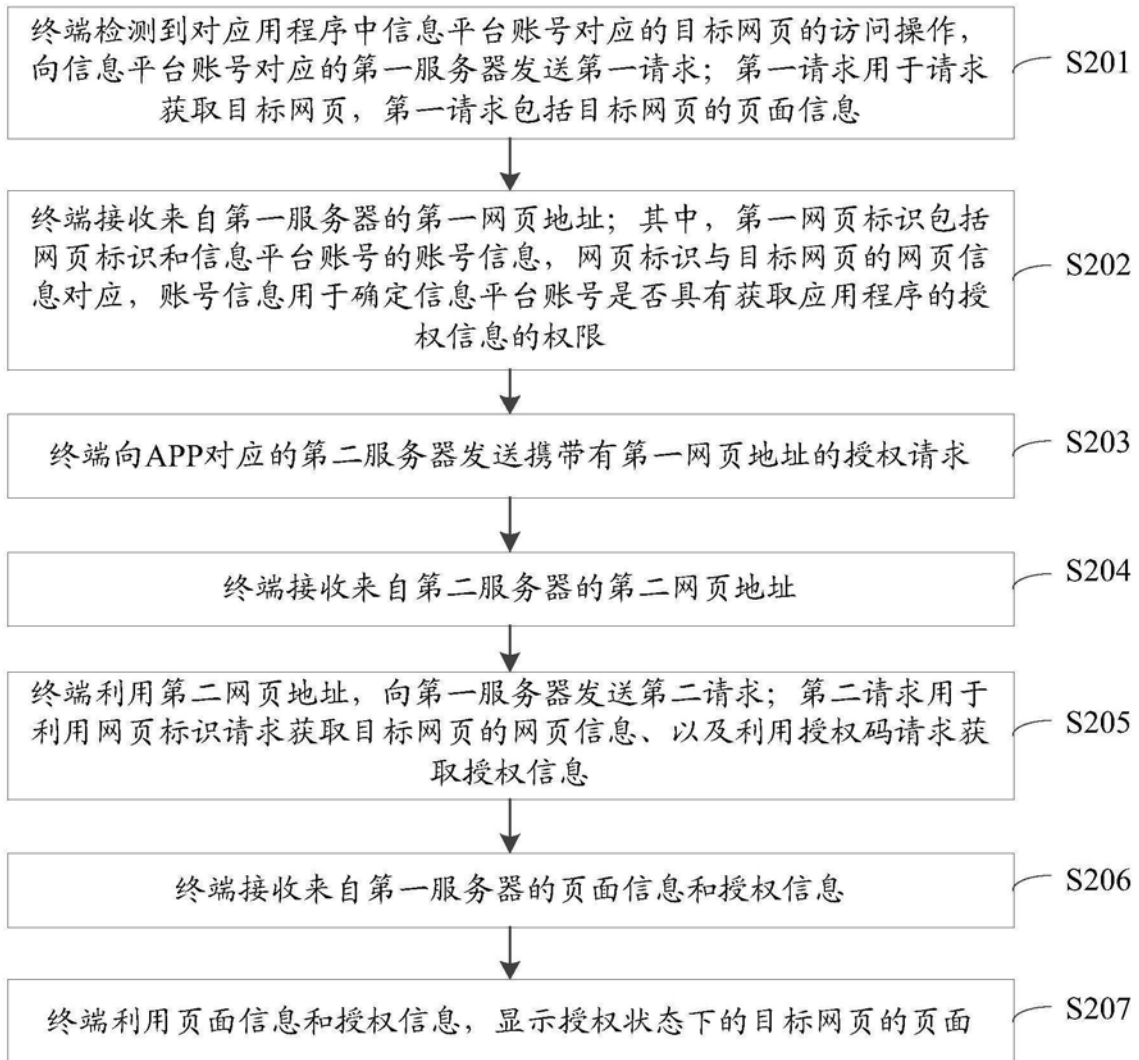 终端检测到对应用程序中信息平台账号对应的目标网页的访问操作，
向信息平台账号对应的第一服务器发送第一请求；第一请求用于请求
获取目标网页，第一请求包括目标网页的页面信息
S201
终端接收来自第一服务器的第一网页地址；其中，第一网页标识包括
网页标识和信息平台账号的账号信息，网页标识与目标网页的网页信
息对应，账号信息用于确定信息平台账号是否具有获取应用程序的授
权信息的权限
S202
终端向APP对应的第二服务器发送携带有第一网页地址的授权请求
S203
终端接收来自第二服务器的第二网页地址
S204
终端利用第二网页地址，向第一服务器发送第二请求；第二请求用于
利用网页标识请求获取目标网页的网页信息、以及利用授权码请求获
取授权信息
S205
终端接收来自第一服务器的页面信息和授权信息
S206
终端利用页面信息和授权信息，显示授权状态下的目标网页的页面
S207